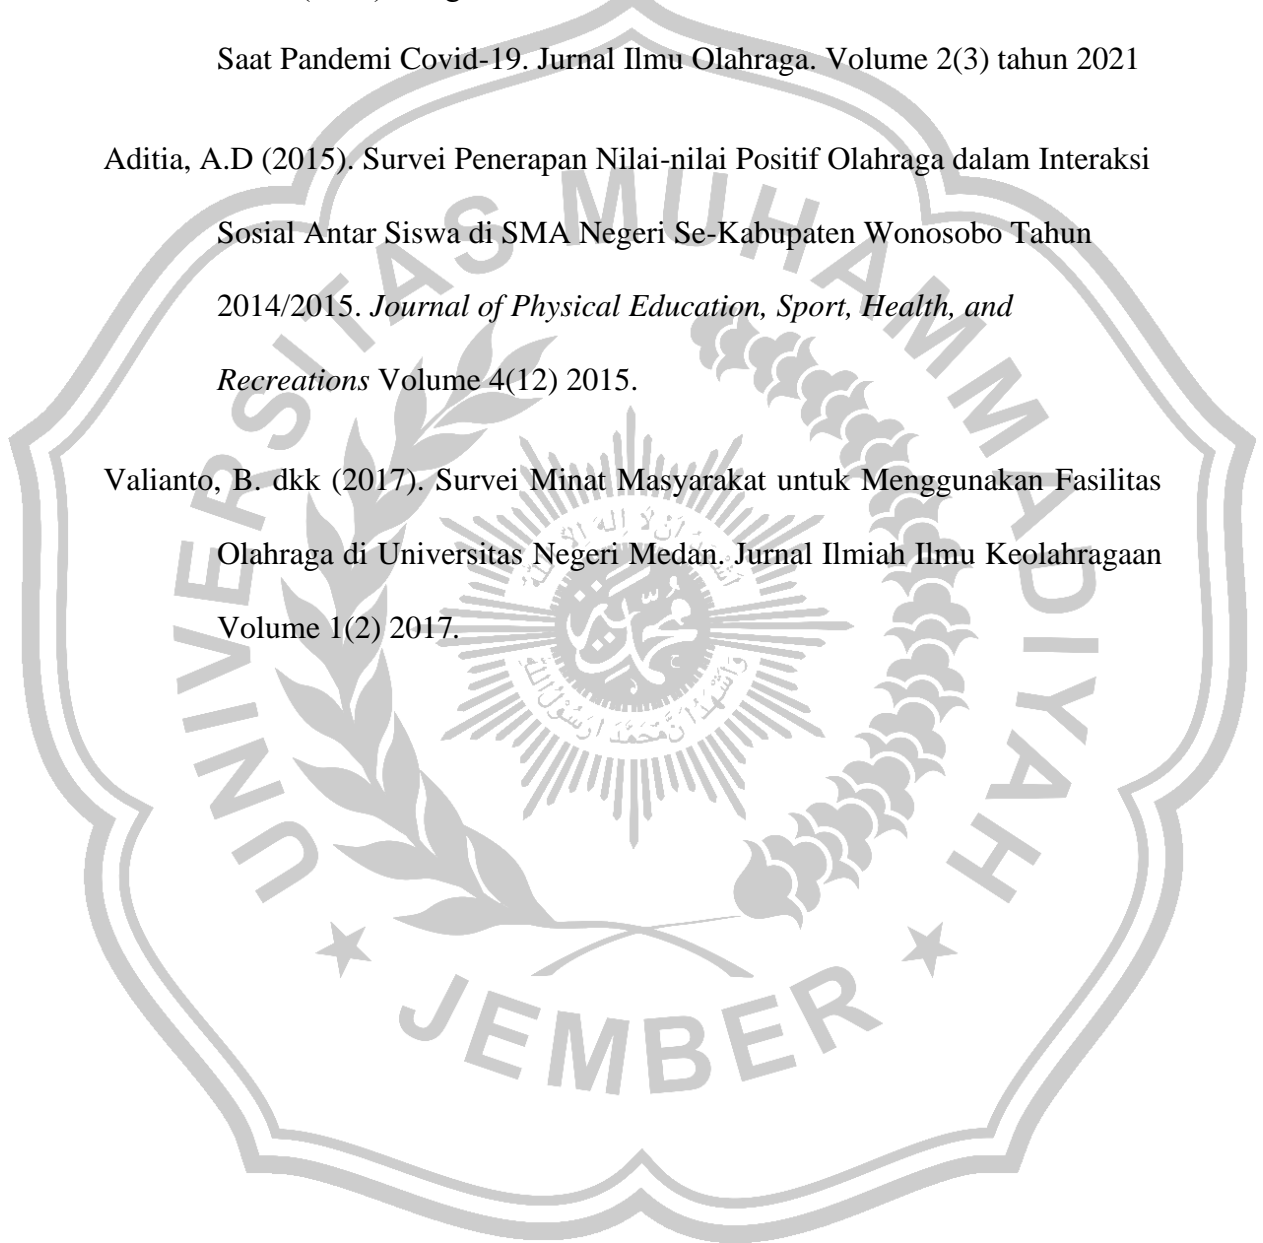 Saat Pandemi Covid-19. Jurnal Ilmu Olahraga. Volume 2(3) tahun 2021
Aditia, A.D (2015). Survei Penerapan Nilai-nilai Positif Olahraga dalam Interaksi
Sosial Antar Siswa di SMA Negeri Se-Kabupaten Wonosobo Tahun
2014/2015. Journal of Physical Education, Sport, Health, and
Recreations Volume 4(12) 2015.
Valianto, B. dkk (2017). Survei Minat Masyarakat untuk Menggunakan Fasilitas
Olahraga di Universitas Negeri Medan. Jurnal Ilmiah Ilmu Keolahragaan
Volume 1(2) 2017.
UNIVERSITAS MUHAMMADIYAH
JEMBER